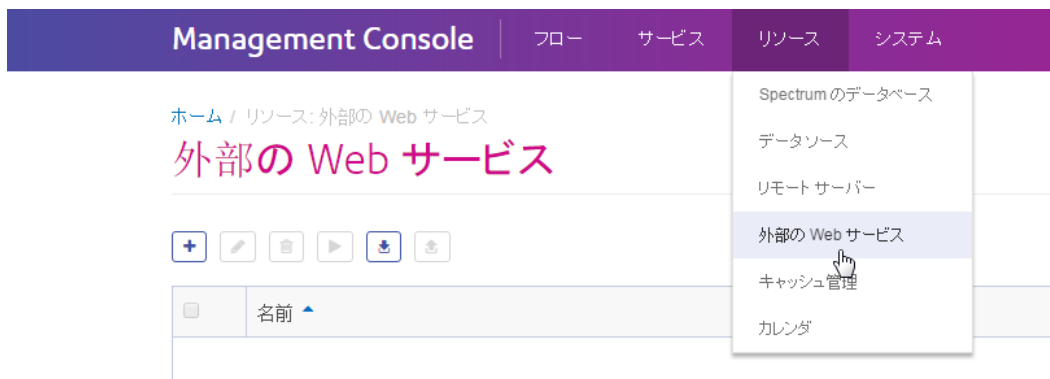 Management Console フロー サービス リソース システム
Spectrum のデータベース
データソース
リモート サーバー
外部の Web サービス
キャッシュ管理
カレンダ
ホーム / リソース: 外部の Web サービス
外部の Web サービス
名前